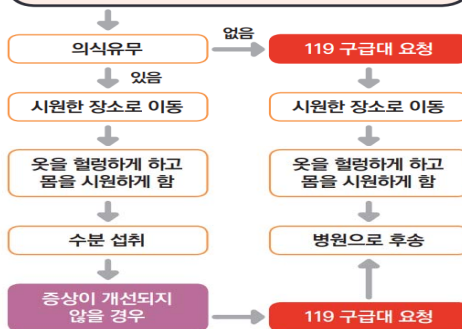 의식유무
없음
119 구급대 요청
있음
시원한 장소로 이동
시원한 장소로 이동
옷을 헐렁하게 하고
몸을 시원하게 함
옷을 헐렁하게 하고
몸을 시원하게 함
수분 섭취
병원으로 후송
증상이 개선되지
않을 경우
119 구급대 요청